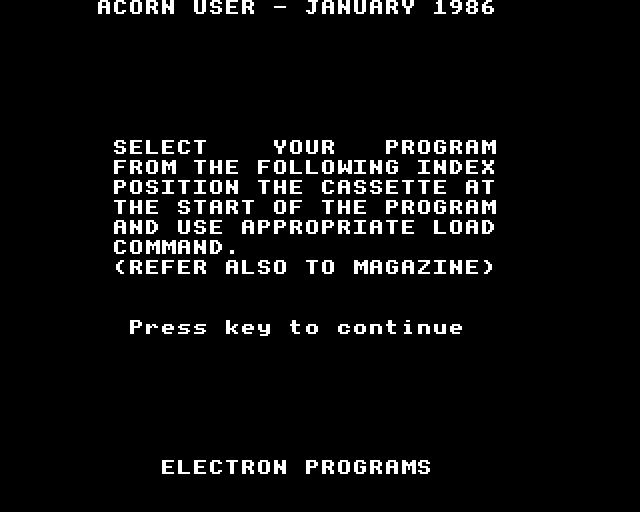 ACORN USER - JANUARY 1986
SELECT YOUR PROGRAM
FROM THE FOLLOWING INDEX
POSITION THE CASSETTE AT
THE START OF THE PROGRAM
AND USE APPROPRIATE LOAD
COMMAND.
(REFER ALSO TO MAGAZINE)
Press key to continue
ELECTRON PROGRAMS